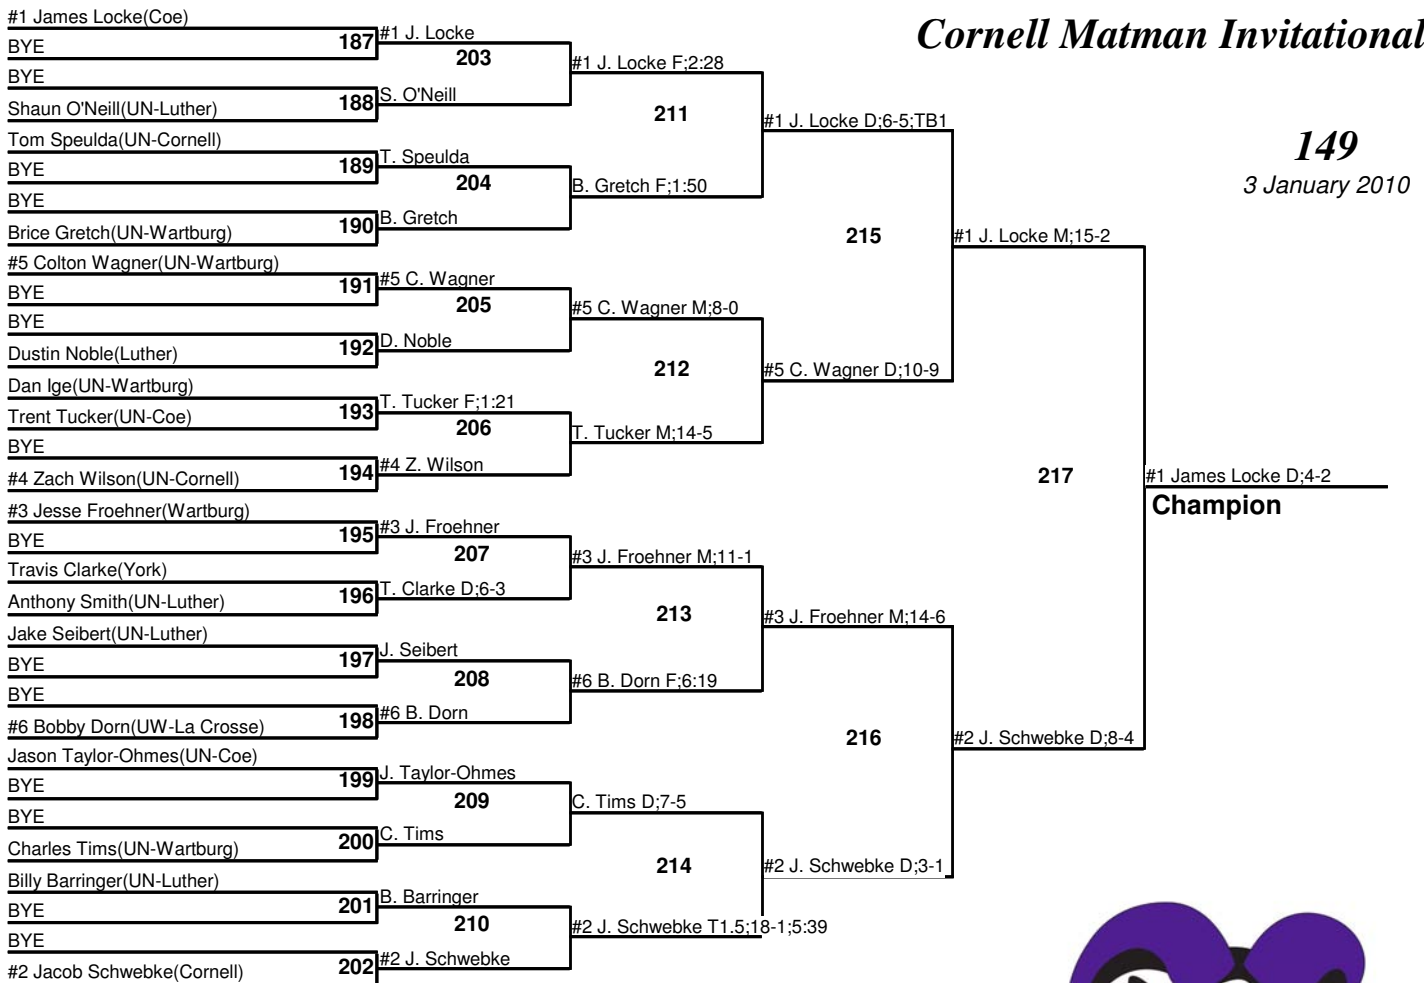 Cornell Matman Invitational
149
3 January 2010
#1 James Locke(Coe)
BYE
187
BYE
Shaun O'Neill(UN-Luther)
188
Tom Speulda(UN-Cornell)
BYE
189
BYE
Brice Gretch(UN-Wartburg)
190
#5 Colton Wagner(UN-Wartburg)
BYE
191
BYE
Dustin Noble(Luther)
192
Dan Ige(UN-Wartburg)
Trent Tucker(UN-Coe)
193
BYE
#4 Zach Wilson(UN-Cornell)
194
#3 Jesse Froehner(Wartburg)
BYE
195
Travis Clarke(York)
Anthony Smith(UN-Luther)
196
Jake Seibert(UN-Luther)
BYE
197
BYE
#6 Bobby Dorn(UW-La Crosse)
198
Jason Taylor-Ohmes(UN-Coe)
BYE
199
BYE
Charles Tims(UN-Wartburg)
200
Billy Barringer(UN-Luther)
BYE
201
BYE
#2 Jacob Schwebke(Cornell)
202
#1 J. Locke
203
S. O'Neill
T. Speulda
204
B. Gretch
#5 C. Wagner
205
D. Noble
T. Tucker F;1:21
206
#4 Z. Wilson
#3 J. Froehner
207
T. Clarke D;6-3
J. Seibert
208
#6 B. Dorn
J. Taylor-Ohmes
209
C. Tims
B. Barringer
210
#2 J. Schwebke
#1 J. Locke F;2:28
211
B. Gretch F;1:50
#5 C. Wagner M;8-0
212
T. Tucker M;14-5
#3 J. Froehner M;11-1
213
#6 B. Dorn F;6:19
C. Tims D;7-5
214
#2 J. Schwebke T1.5;18-1;5:39
#1 J. Locke D;6-5;TB1
215
#5 C. Wagner D;10-9
#3 J. Froehner M;14-6
216
#2 J. Schwebke D;3-1
#1 J. Locke M;15-2
217
#2 J. Schwebke D;8-4
#1 James Locke D;4-2
Champion